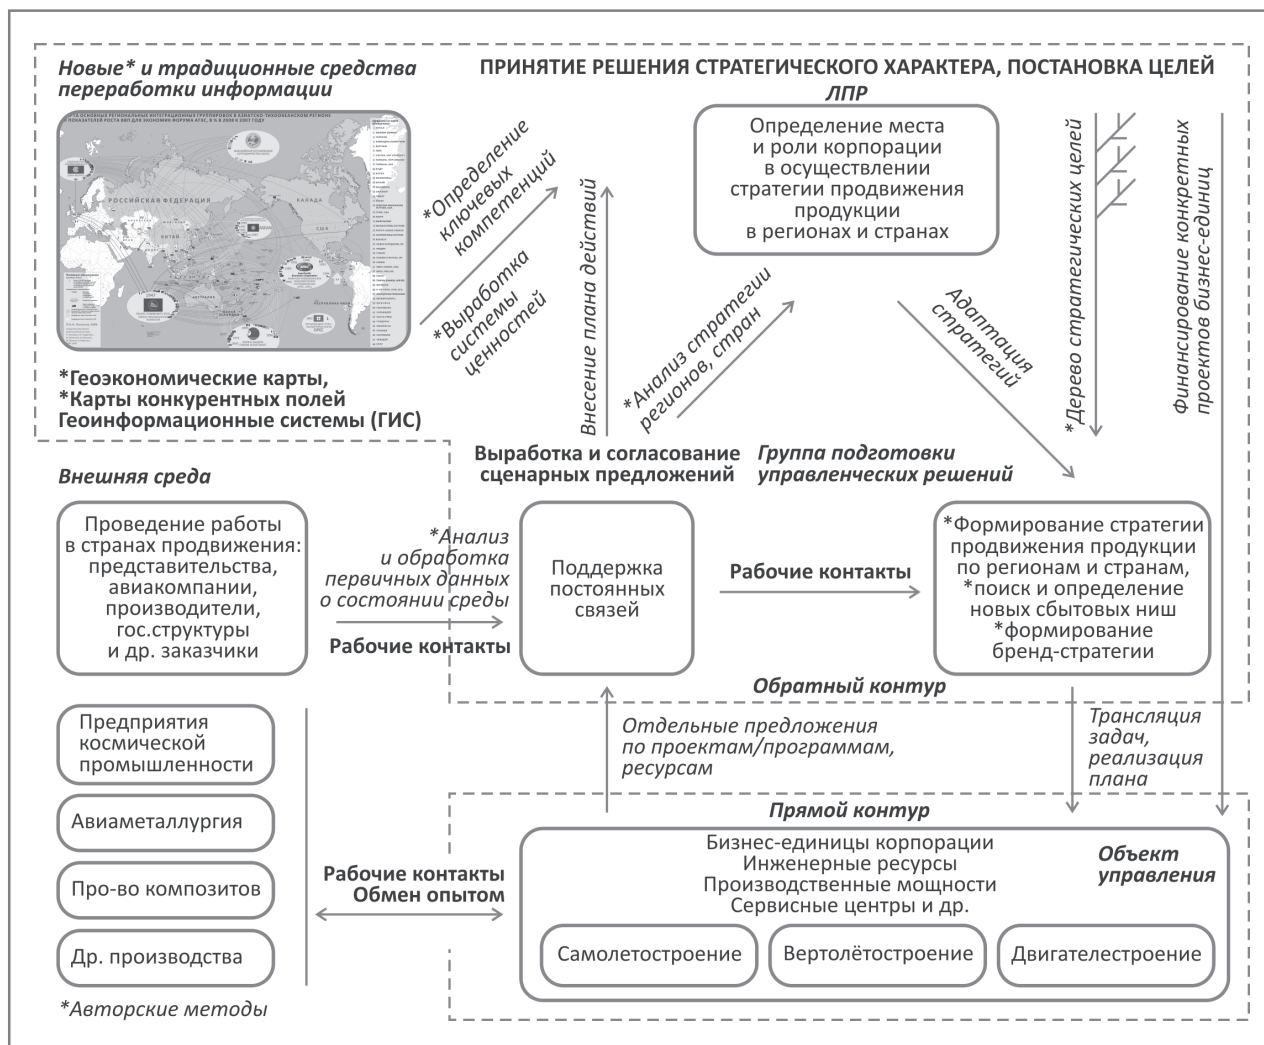 Новые* и традиционные средства
переработки информации
ПРИНЯТИЕ РЕШЕНИЯ СТРАТЕГИЧЕСКОГО ХАРАКТЕРА, ПОСТАНОВКА ЦЕЛЕЙ
ЛПР
РОССИЙСКАЯ ФЕДЕРАЦИЯ
КАНАДА
США
КИТАЙ
*Определение
ключевых
компетенций
*Выработка
системы
ценностей
Внесение плана действий
Определение места
и роли корпорации
в осуществлении
стратегии продвижения
продукции
в регионах и странах
*Анализ стратегии
регионов, стран
Адаптация
стратегий
*Дерево стратегических целей
Финансирование конкретных
проектов бизнес-единиц
*Геоэкономические карты,
*Карты конкурентных полей
Геоинформационные системы (ГИС)
Выработка и согласование
сценарных предложений
Группа подготовки
управленческих решений
Внешняя среда
Проведение работы
в странах продвижения:
представительства,
авиакомпании,
производители,
гос.структуры
и др. заказчики
*Анализ
и обработка
первичных данных
о состоянии среды
Рабочие контакты
Поддержка
постоянных
связей
Рабочие контакты
*Формирование стратегии
продвижения продукции
по регионам и странам,
*поиск и определение
новых сбытовых ниш
*формирование
бренд-стратегии
Обратный контур
Предприятия
космической
промышленности
Авиаметаллургия
Про-во композитов
Др. производства
*Авторские методы
Отдельные предложения
по проектам/программам,
ресурсам
Трансляция
задач,
реализация
плана
Рабочие контакты
Обмен опытом
Прямой контур
Бизнес-единицы корпорации
Инженерные ресурсы
Производственные мощности
Сервисные центры и др.
Объект
управления
Самолетостроение
Вертолётостроение
Двигателестроение